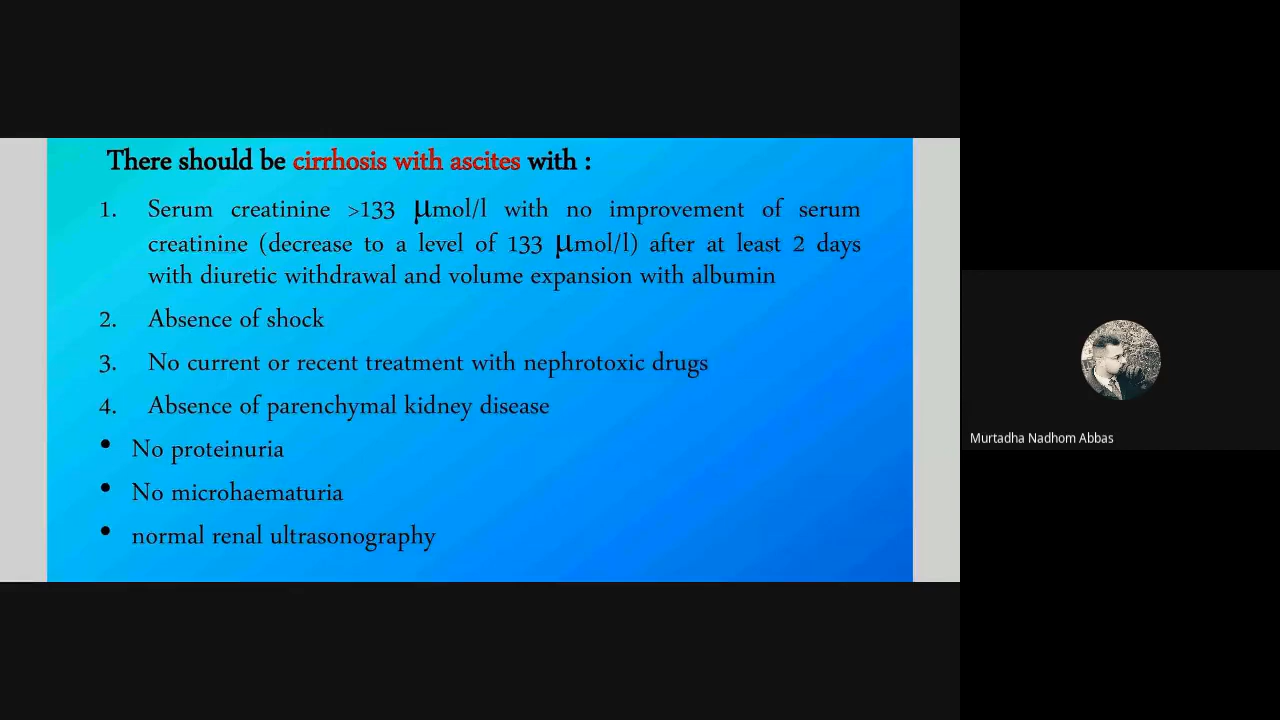 There should be cirrhosis with ascites with :
1. Serum creatinine >133 μmol/l with no improvement of serum
creatinine (decrease to a level of 133 μmol/l) after at least 2 days
with diuretic withdrawal and volume expansion with albumin
2. Absence of shock
3. No current or recent treatment with nephrotoxic drugs
4. Absence of parenchymal kidney disease
• No proteinuria
• No microhaematuria
• normal renal ultrasonography
Murtadha Nadhom Abbas